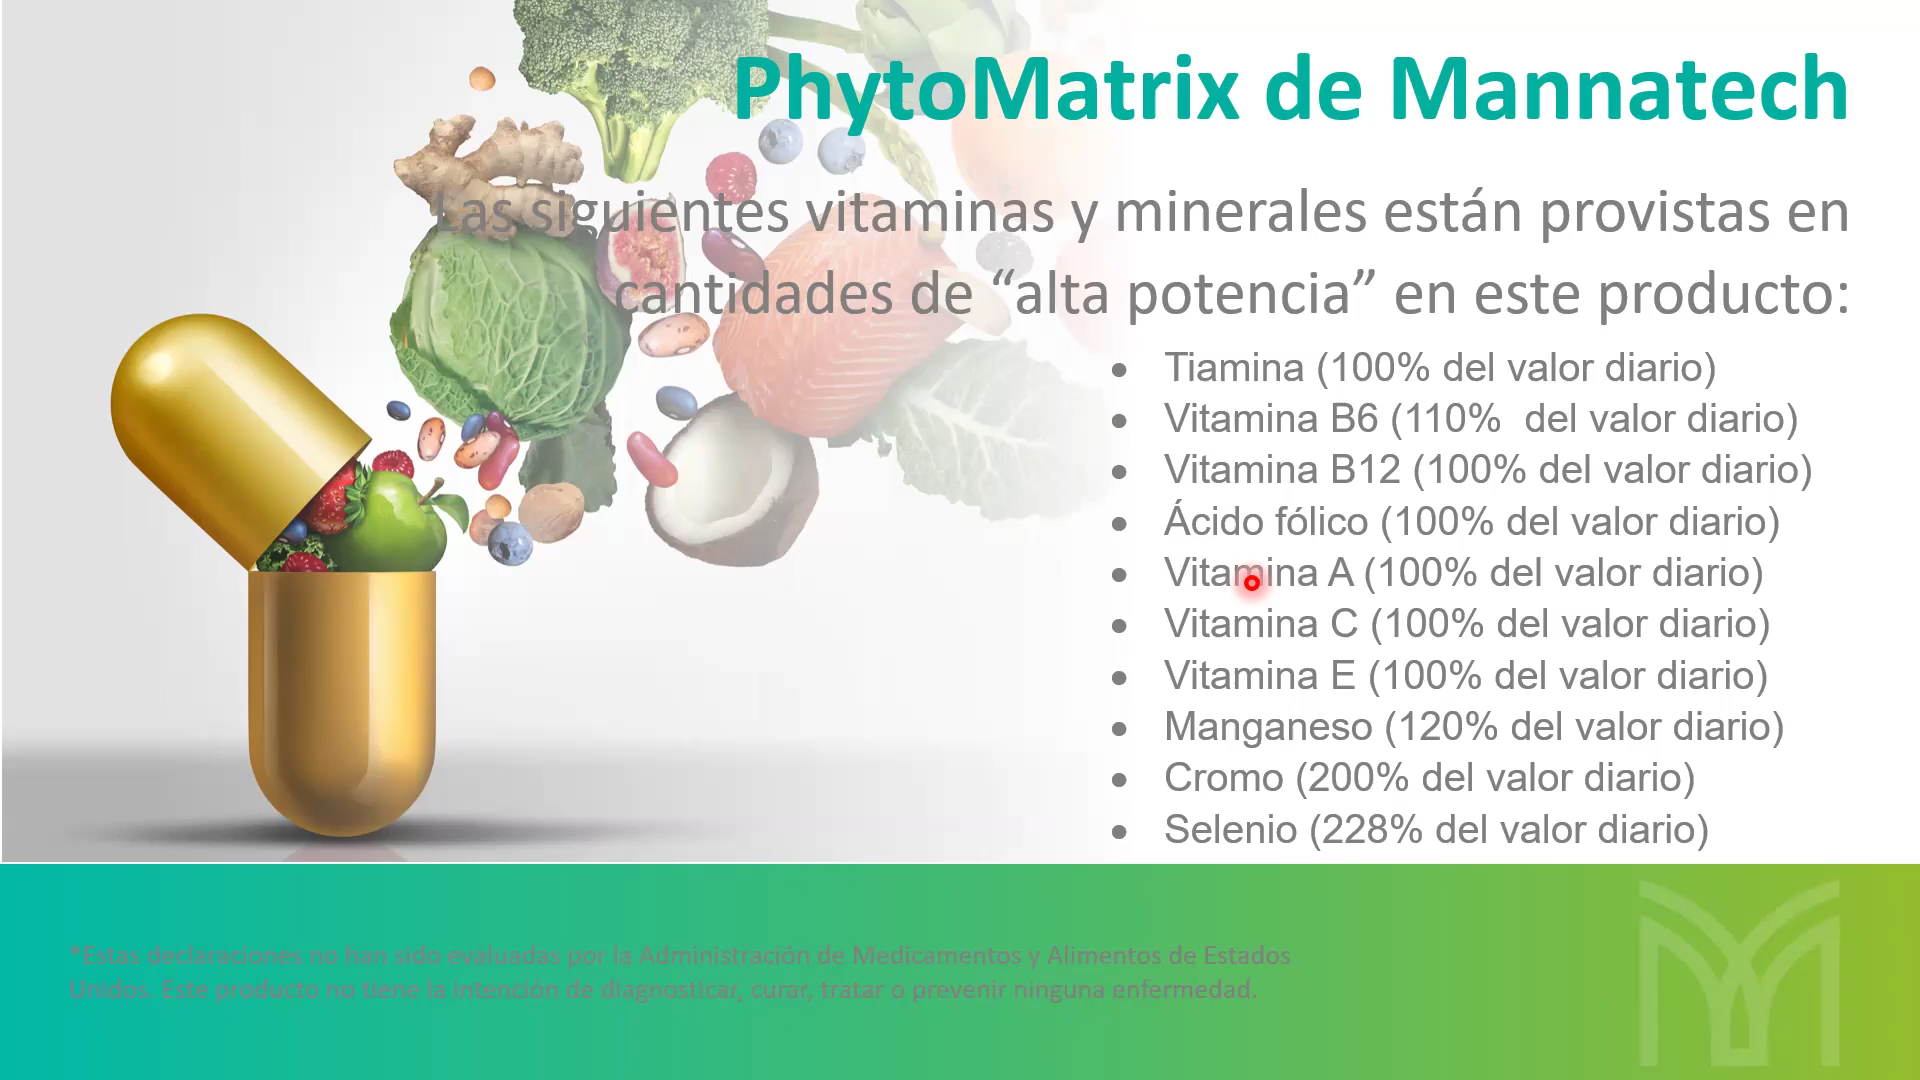 PhytoMatrix de Mannatech
Las siguientes vitaminas y minerales están provistas en
cantidades de “alta potencia” en este producto:
• Tiamina (100% del valor diario)
• Vitamina B6 (110%  del valor diario)
• Vitamina B12 (100% del valor diario)
• Ácido fólico (100% del valor diario)
• Vitamina A (100% del valor diario)
• Vitamina C (100% del valor diario)
• Vitamina E (100% del valor diario)
• Manganeso (120% del valor diario)
• Cromo (200% del valor diario)
• Selenio (228% del valor diario)
*Estas declaraciones no han sido evaluadas por la Administración de Medicamentos y Alimentos de Estados
Unidos. Este producto no tiene la intención de diagnosticar, curar, tratar o prevenir ninguna enfermedad.